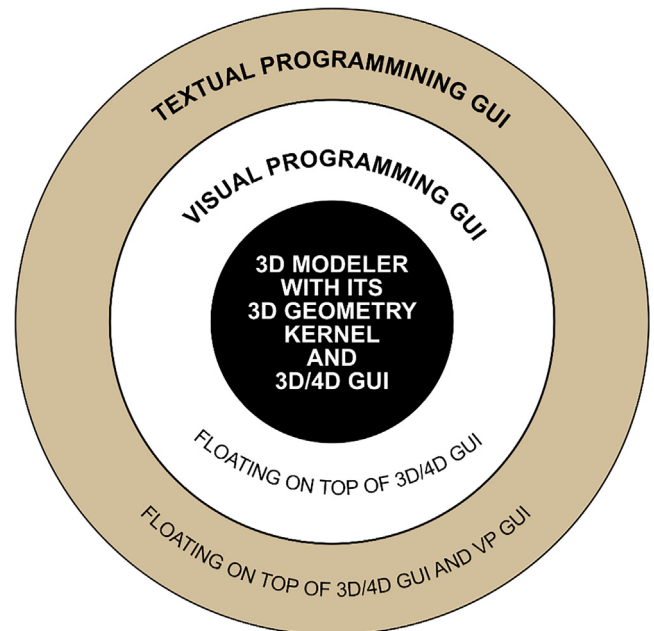 TEXTUAL PROGRAMMINING GUI
VISUAL PROGRAMMING GUI
3D MODELER
WITH ITS
3D GEOMETRY
KERNEL
AND
3D/4D GUI
FLOATING ON TOP OF 3D/4D GUI
FLOATING ON TOP OF 3D/4D GUI AND VP GUI